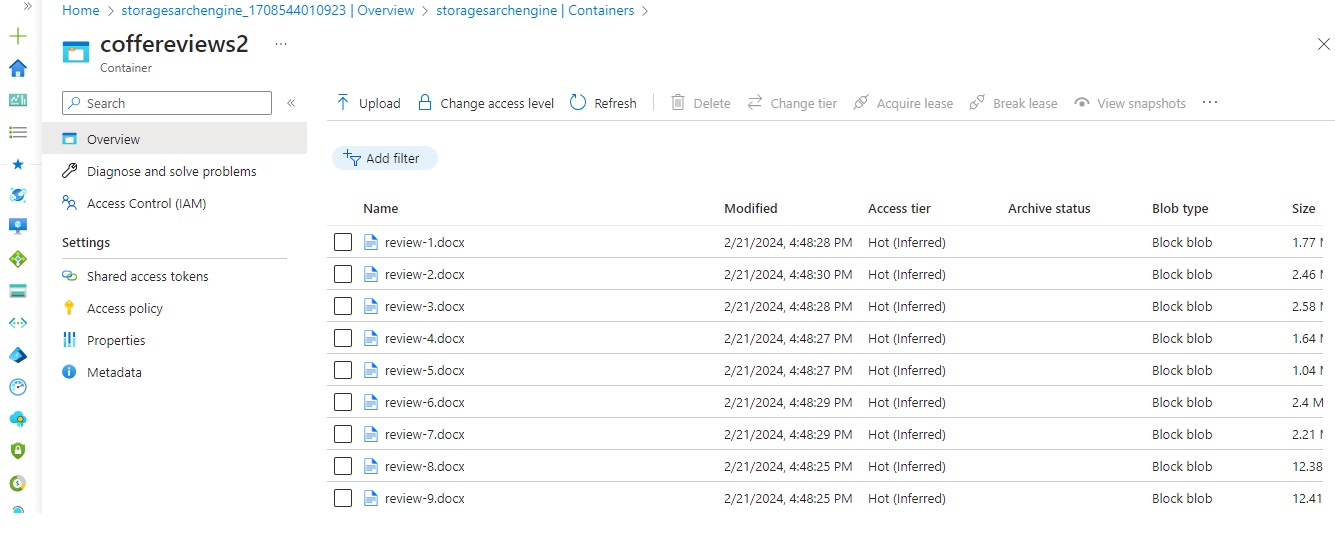 Home > storagesarchengine_1708544010923 | Overview > storagesarchengine | Containers >
coffereviews2 ...
Container
Search
Overview
Diagnose and solve problems
Access Control (IAM)
Settings
Shared access tokens
Access policy
Properties
Metadata
Upload Change access level Refresh Delete Change tier Acquire lease Break lease View snapshots ...
Add filter
Name Modified Access tier Archive status Blob type Size
review-1.docx 2/21/2024, 4:48:28 PM Hot (Inferred) Block blob 1.77
review-2.docx 2/21/2024, 4:48:30 PM Hot (Inferred) Block blob 2.46
review-3.docx 2/21/2024, 4:48:28 PM Hot (Inferred) Block blob 2.58
review-4.docx 2/21/2024, 4:48:27 PM Hot (Inferred) Block blob 1.64
review-5.docx 2/21/2024, 4:48:27 PM Hot (Inferred) Block blob 1.04
review-6.docx 2/21/2024, 4:48:29 PM Hot (Inferred) Block blob 2.4 M
review-7.docx 2/21/2024, 4:48:29 PM Hot (Inferred) Block blob 2.21
review-8.docx 2/21/2024, 4:48:25 PM Hot (Inferred) Block blob 12.38
review-9.docx 2/21/2024, 4:48:25 PM Hot (Inferred) Block blob 12.41